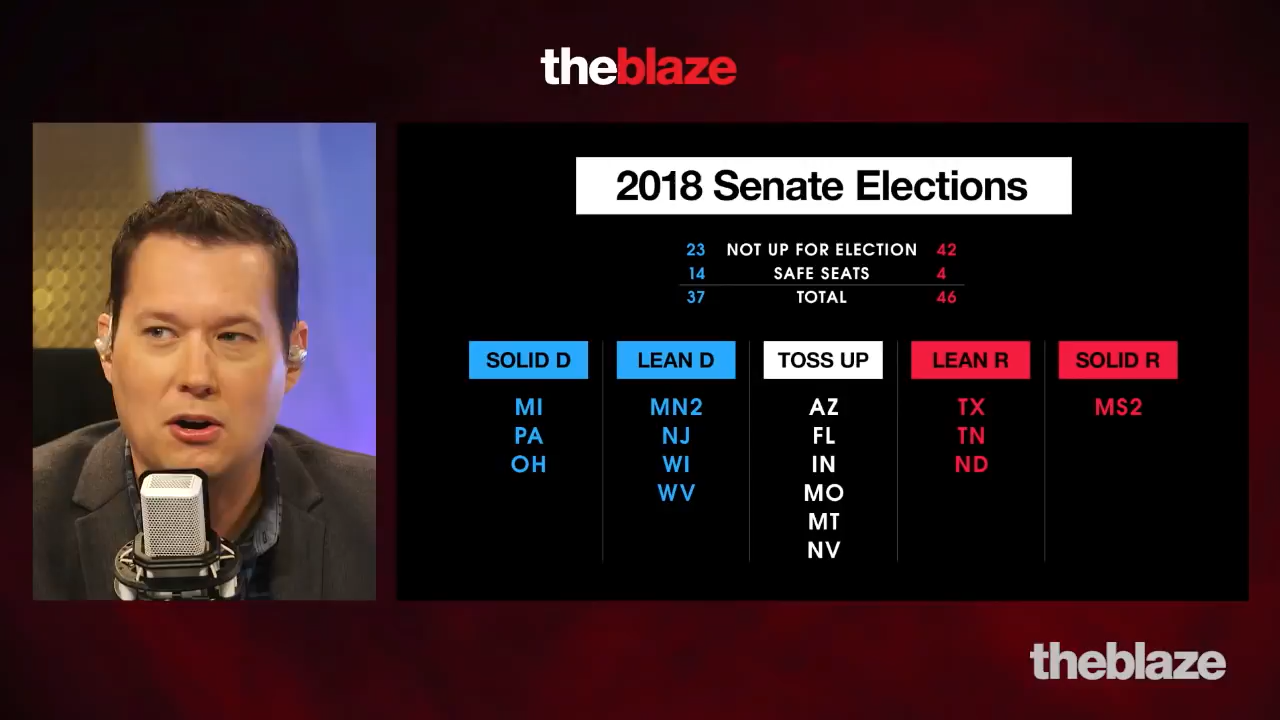 theblaze
2018 Senate Elections
23 NOT UP FOR ELECTION 42
14 SAFE SEATS 4
37 TOTAL 46
SOLID D LEAN D TOSS UP LEAN R SOLID R
MI MN2 AZ TX MS2
PA NJ FL TN
OH WI IN ND
WV MO
MT
NV
theblaze